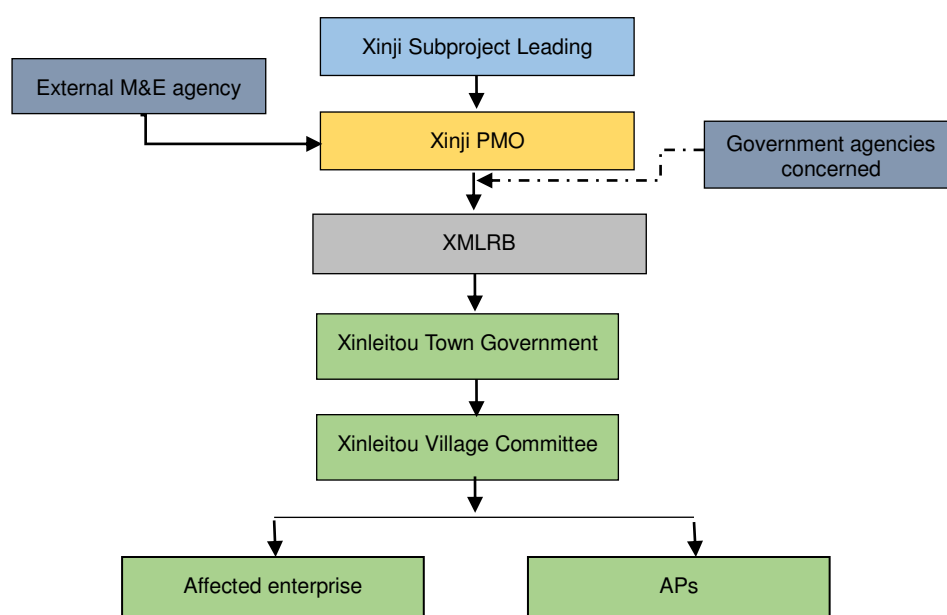 Xinji Subproject Leading
External M&E agency
Xinji PMO
Government agencies
concerned
XMLRB
Xinleitou Town Government
Xinleitou Village Committee
Affected enterprise
APs